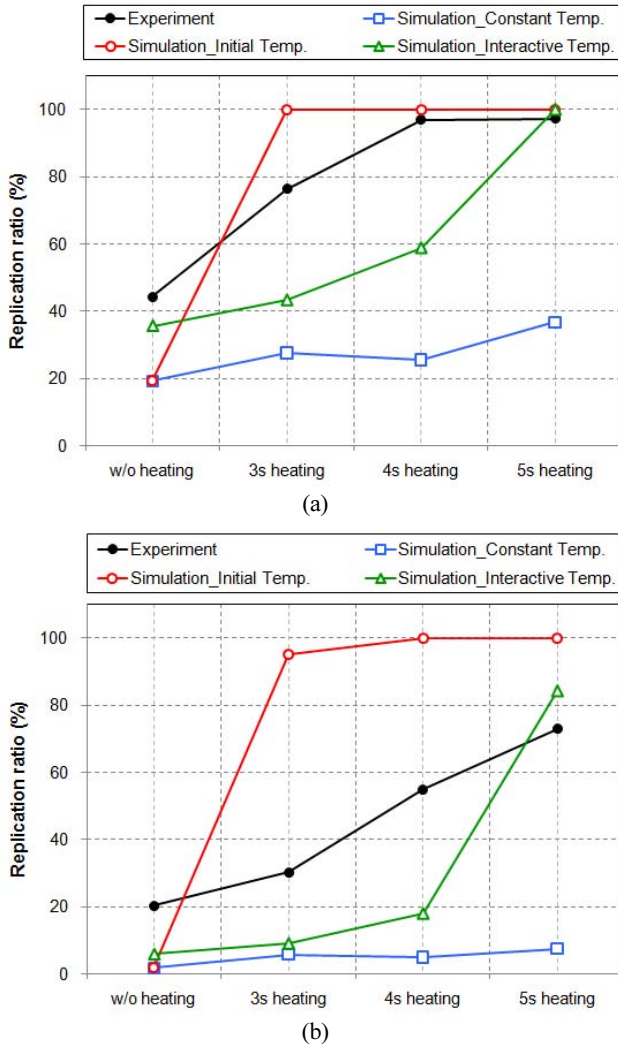 Experiment Simulation_Constant Temp.
Simulation_Initial Temp. Simulation_Interactive Temp.
Replication ratio (%)
100
80
60
40
20
0
w/o heating 3s heating 4s heating 5s heating
(a)
Experiment Simulation_Constant Temp.
Simulation_Initial Temp. Simulation_Interactive Temp.
Replication ratio (%)
100
80
60
40
20
0
w/o heating 3s heating 4s heating 5s heating
(b)